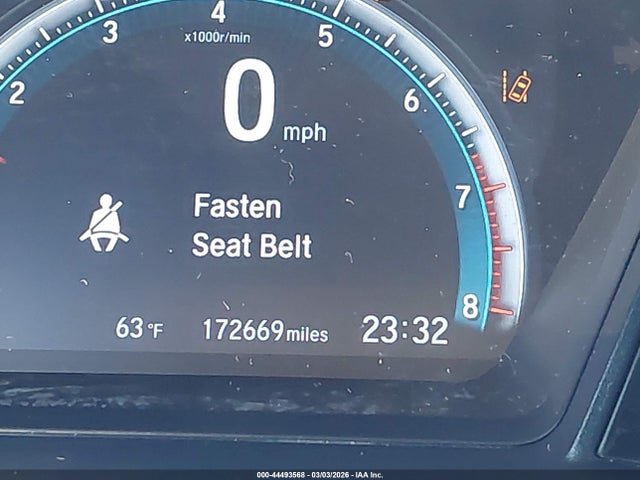 4
3
5
x1000r/min
2
6
0 mph
7
Fasten
Seat Belt
8
63°F 172669 miles 23:32
000-44493568 - 03/03/2026 - IAA Inc.